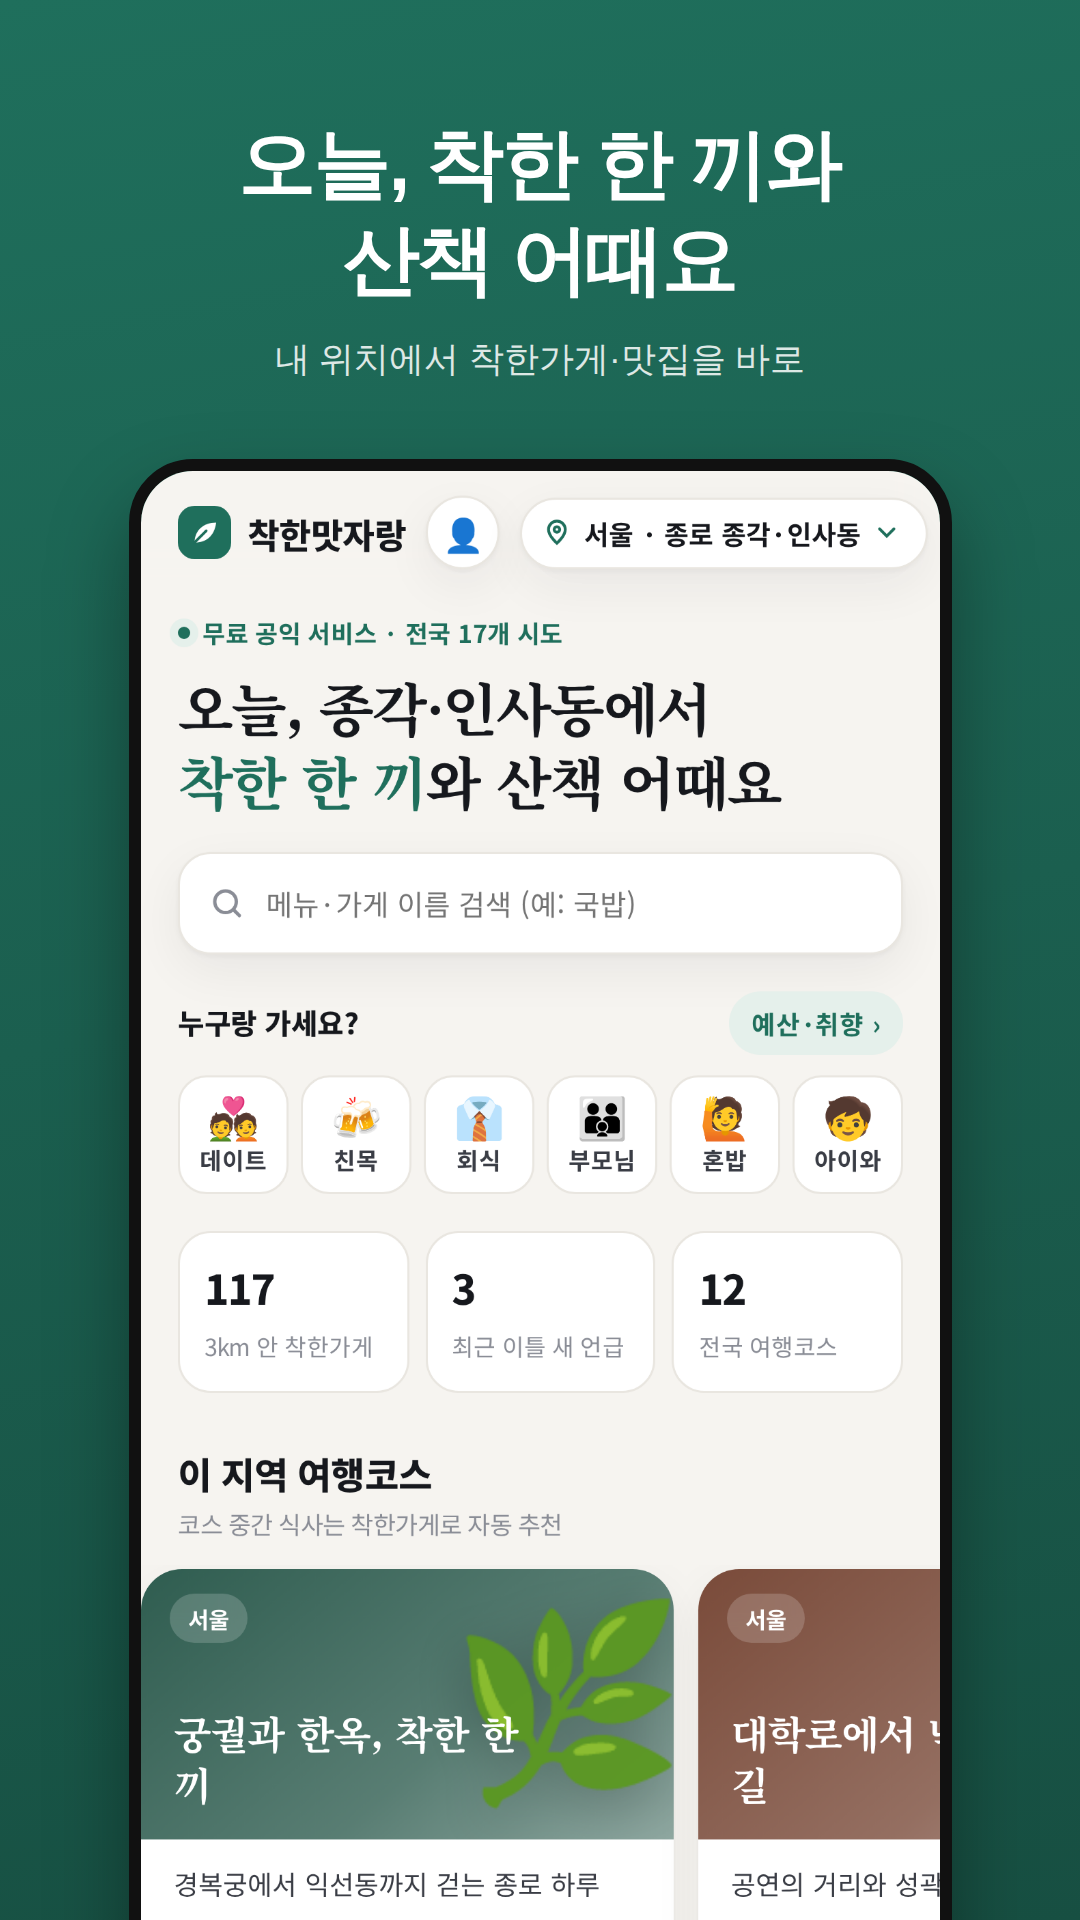 오늘, 착한 한 끼와
산책 어때요
내 위치에서 착한가게·맛집을 바로
착한맛자랑
서울 · 종로 종각·인사동
무료 공익 서비스 · 전국 17개 시도
오늘, 종각·인사동에서
착한 한 끼와 산책 어때요
메뉴·가게 이름 검색 (예: 국밥)
누구랑 가세요?
예산·취향 ›
데이트 친목 회식 부모님 혼밥 아이와
117 3 12
3km 안 착한가게 최근 이틀 새 언급 전국 여행코스
이 지역 여행코스
코스 중간 식사는 착한가게로 자동 추천
서울 서울
궁궐과 한옥, 착한 한 대학로에서
끼 길
경복궁에서 익선동까지 걷는 종로 하루 공연의 거리와 성곽